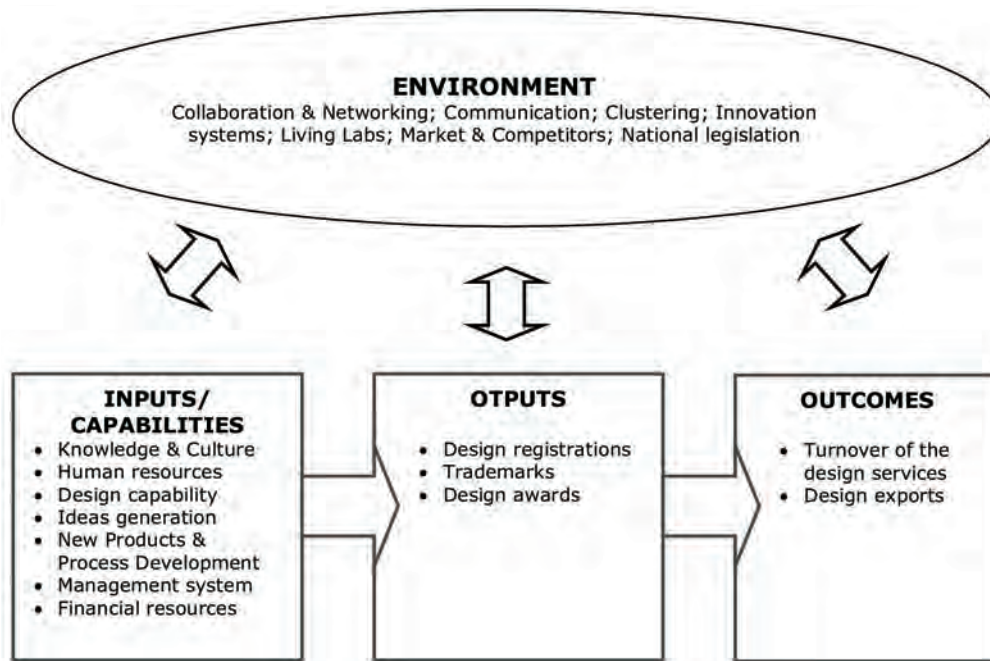 ENVIRONMENT
Collaboration & Networking; Communication; Clustering; Innovation
systems; Living Labs; Market & Competitors; National legislation
INPUTS/
CAPABILITIES
• Knowledge & Culture
• Human resources
• Design capability
• Ideas generation
• New Products &
Process Development
• Management system
• Financial resources
OTPUTS
• Design registrations
• Trademarks
• Design awards
OUTCOMES
• Turnover of the
design services
• Design exports